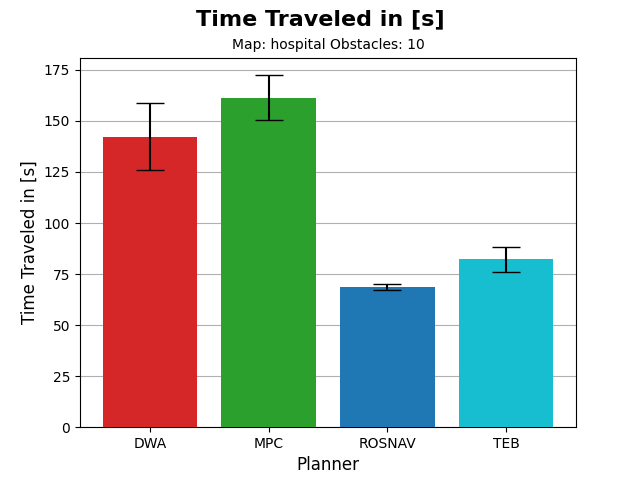 Time Traveled in [s]
Map: hospital Obstacles: 10
Time Traveled in [s]
175
150
125
100
75
50
25
0
DWA MPC ROSNAV TEB
Planner